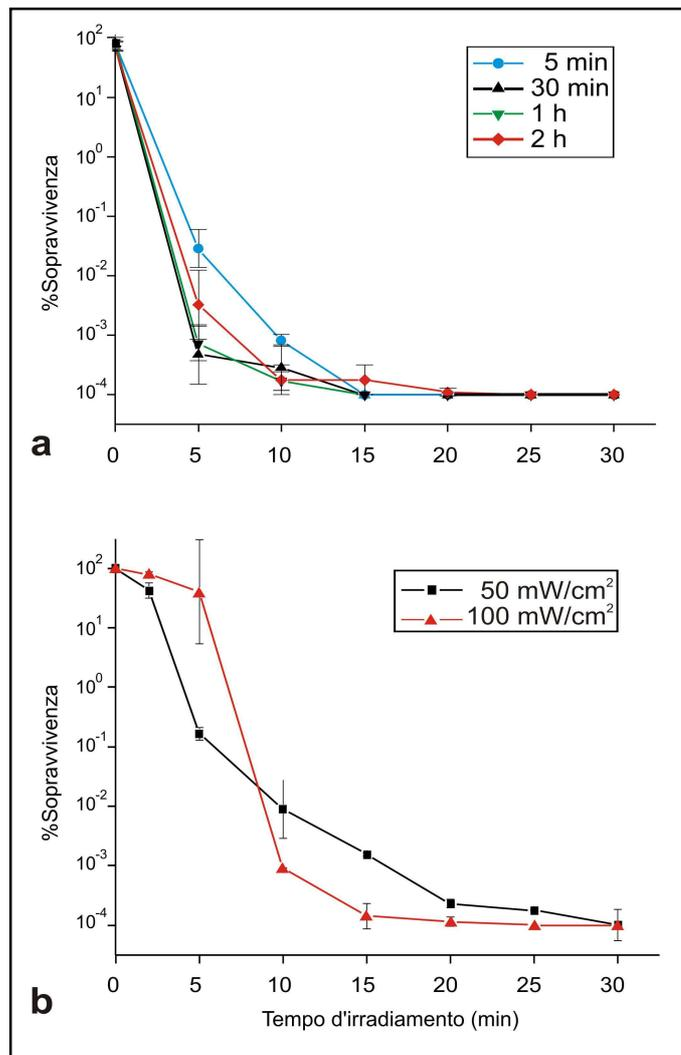 10²
10¹
10⁰
10⁻¹
10⁻²
10⁻³
10⁻⁴
%Sopravvivenza
5 min
30 min
1 h
2 h
0 5 10 15 20 25 30
a
10²
10¹
10⁰
10⁻¹
10⁻²
10⁻³
10⁻⁴
%Sopravvivenza
50 mW/cm²
100 mW/cm²
0 5 10 15 20 25 30
b
Tempo d'irradiamento (min)